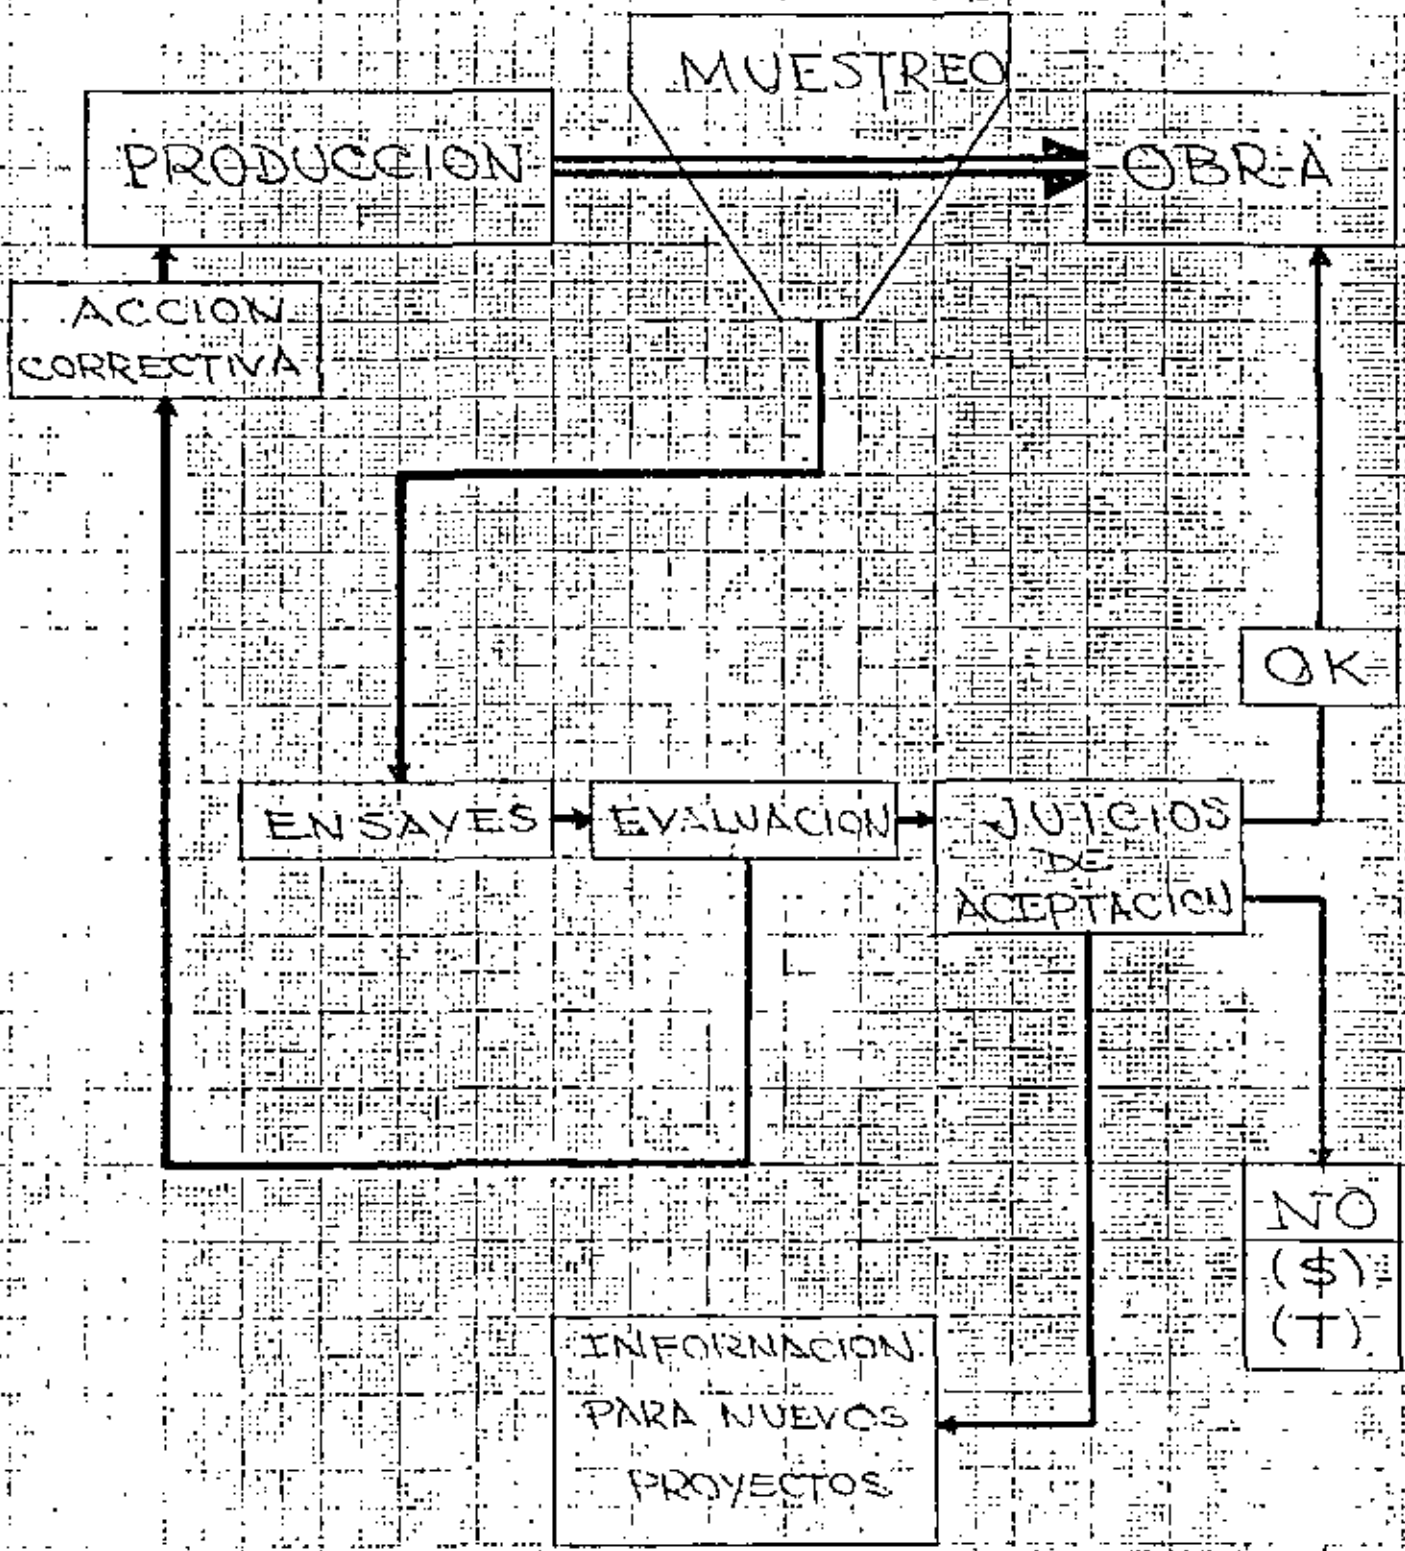 MUESTREO
PRODUCCION
OBRA
ACCION
CORRECTIVA
OK
ENSAYES
EVALUACION
JUICIOS
DE
ACEPTACION
NO
($)
(T)
INFORMACION
PARA NUEVOS
PROYECTOS